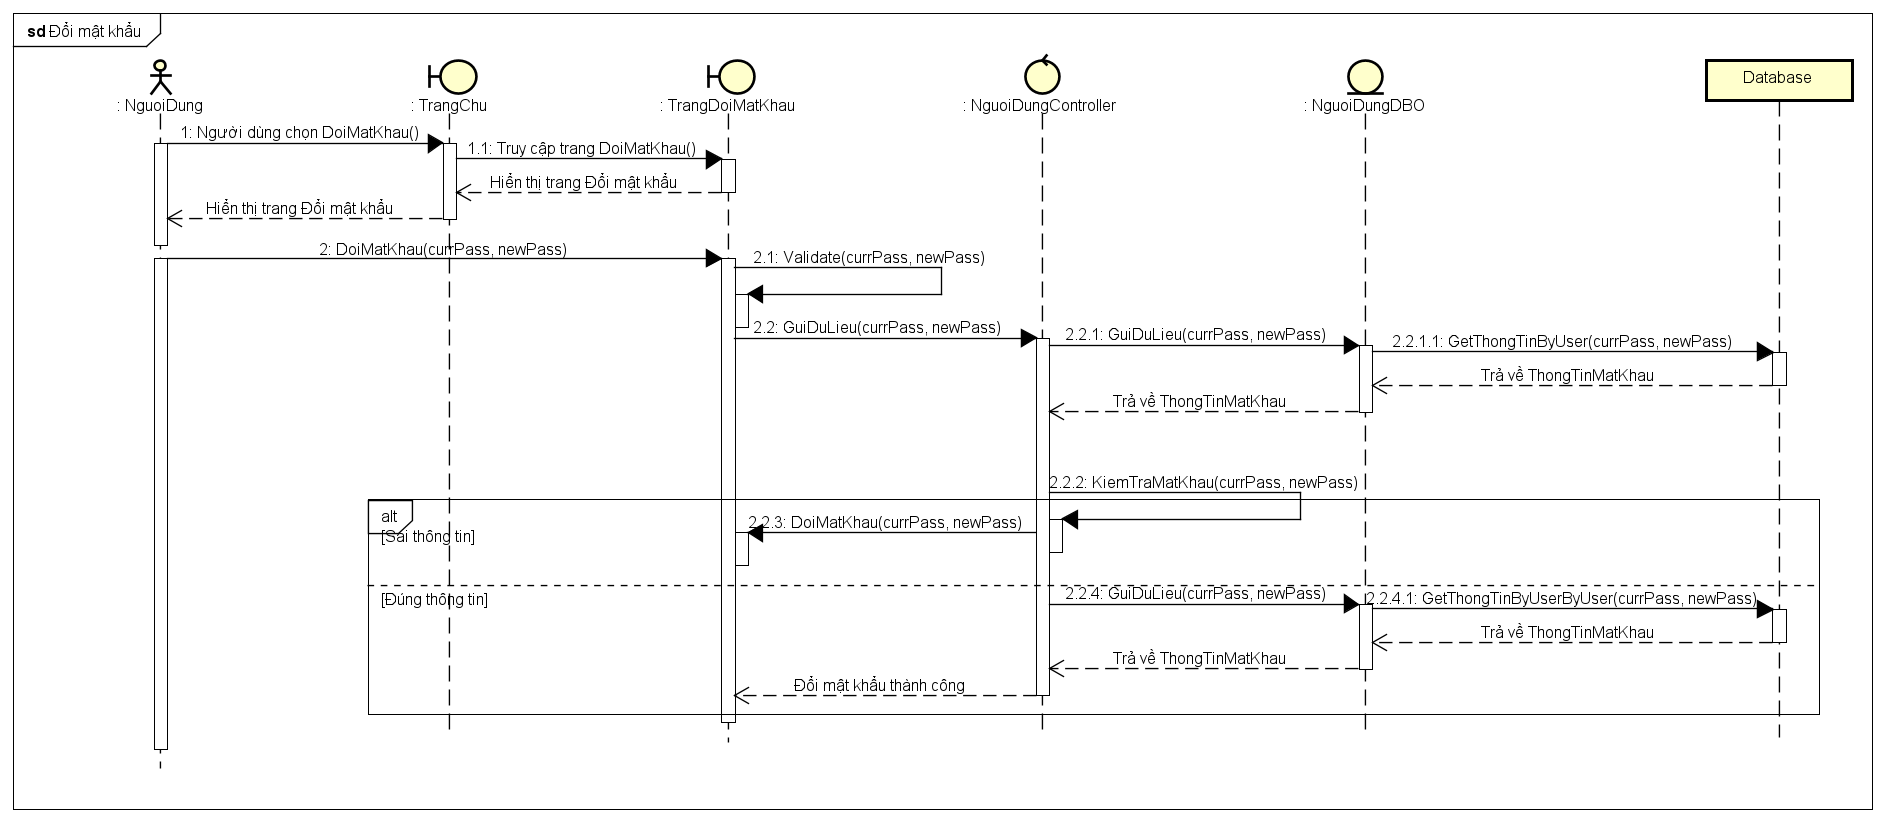 sd Đổi mật khẩu
: NguoiDung
: TrangChu
: TrangDoiMatKhau
: NguoiDungController
: NguoiDungDBO
Database
1: Người dùng chọn DoiMatKhau()
1.1: Truy cập trang DoiMatKhau()
Hiển thị trang Đổi mật khẩu
Hiển thị trang Đổi mật khẩu
2: DoiMatKhau(currPass, newPass)
2.1: Validate(currPass, newPass)
2.2: GuiDuLieu(currPass, newPass)
2.2.1: GuiDuLieu(currPass, newPass)
2.2.1.1: GetThongTinByUser(currPass, newPass)
Trả về ThongTinMatKhau
Trả về ThongTinMatKhau
2.2.2: KiemTraMatKhau(currPass, newPass)
alt
[Sai thông tin]
2.2.3: DoiMatKhau(currPass, newPass)
[Đúng thông tin]
2.2.4: GuiDuLieu(currPass, newPass)
2.2.4.1: GetThongTinByUserByUser(currPass, newPass)
Trả về ThongTinMatKhau
Trả về ThongTinMatKhau
Đổi mật khẩu thành công